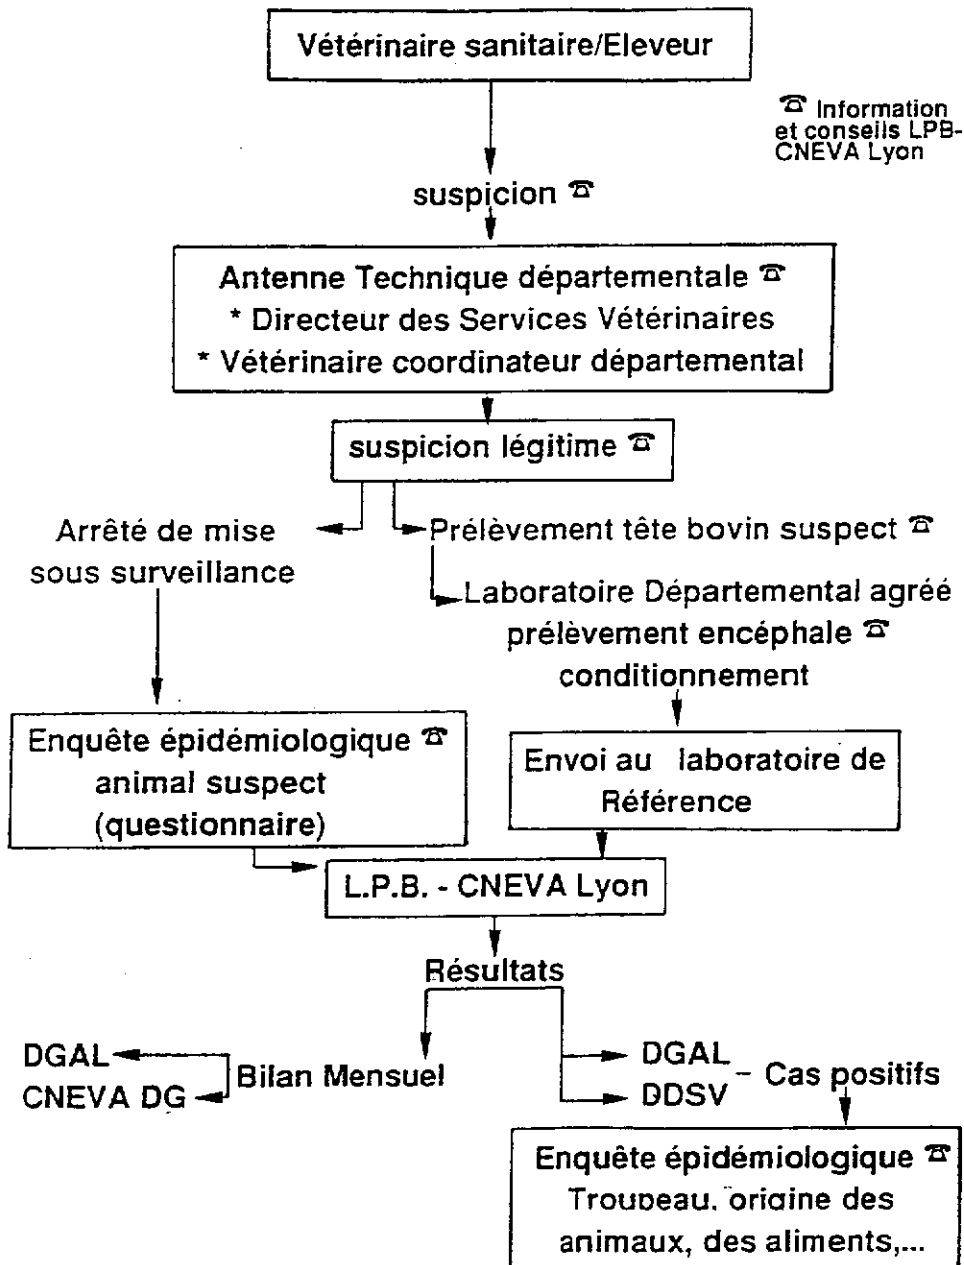 Vétérinaire sanitaire/Eleveur
☎ Information
et conseils LPB-
CNEVA Lyon
suspicion ☎
Antenne Technique départementale ☎
* Directeur des Services Vétérinaires
* Vétérinaire coordinateur départemental
suspicion légitime ☎
Arrêté de mise
sous surveillance
Prélèvement tête bovin suspect ☎
Laboratoire Départemental agréé
prélèvement encéphale ☎
conditionnement
Enquête épidémiologique ☎
animal suspect
(questionnaire)
Envoi au laboratoire de
Référence
L.P.B. - CNEVA Lyon
Résultats
DGAL
CNEVA DG
Bilan Mensuel
DGAL
DDSV
- Cas positifs
Enquête épidémiologique ☎
Troupeau, origine des
animaux, des aliments,...